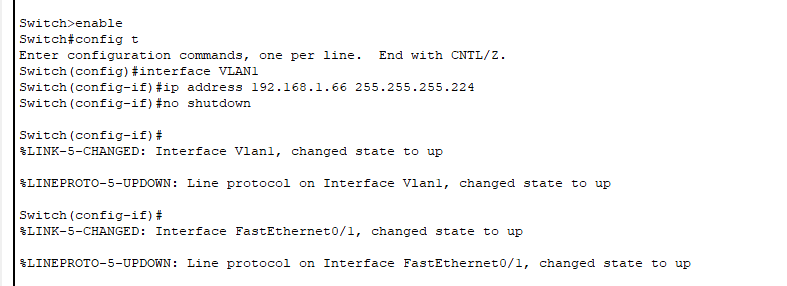 Switch>enable
Switch#config t
Enter configuration commands, one per line.  End with CNTL/Z.
Switch(config)#interface VLAN1
Switch(config-if)#ip address 192.168.1.66 255.255.255.224
Switch(config-if)#no shutdown
Switch(config-if)#
%LINK-5-CHANGED: Interface Vlan1, changed state to up
%LINEPROTO-5-UPDOWN: Line protocol on Interface Vlan1, changed state to up
Switch(config-if)#
%LINK-5-CHANGED: Interface FastEthernet0/1, changed state to up
%LINEPROTO-5-UPDOWN: Line protocol on Interface FastEthernet0/1, changed state to up